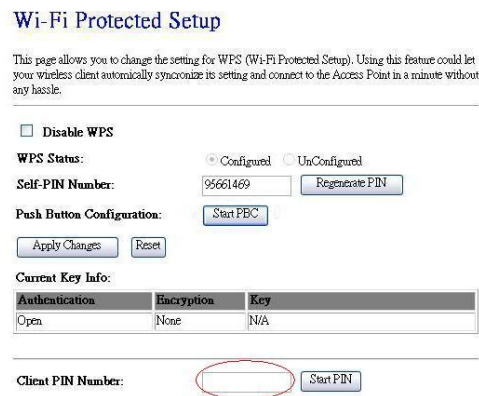 Wi-Fi Protected Setup
This page allows you to change the setting for WPS (Wi-Fi Protected Setup). Using this feature could let
your wireless client automically syncronize its setting and connect to the Access Point in a minute without
any hassle.
Disable WPS
WPS Status: Configured UnConfigured
Self-PIN Number: 95661469 Regenerate PIN
Push Button Configuration: Start PBC
Apply Changes Reset
Current Key Info:
Authentication Encryption Key
Open None N/A
Client PIN Number: Start PIN